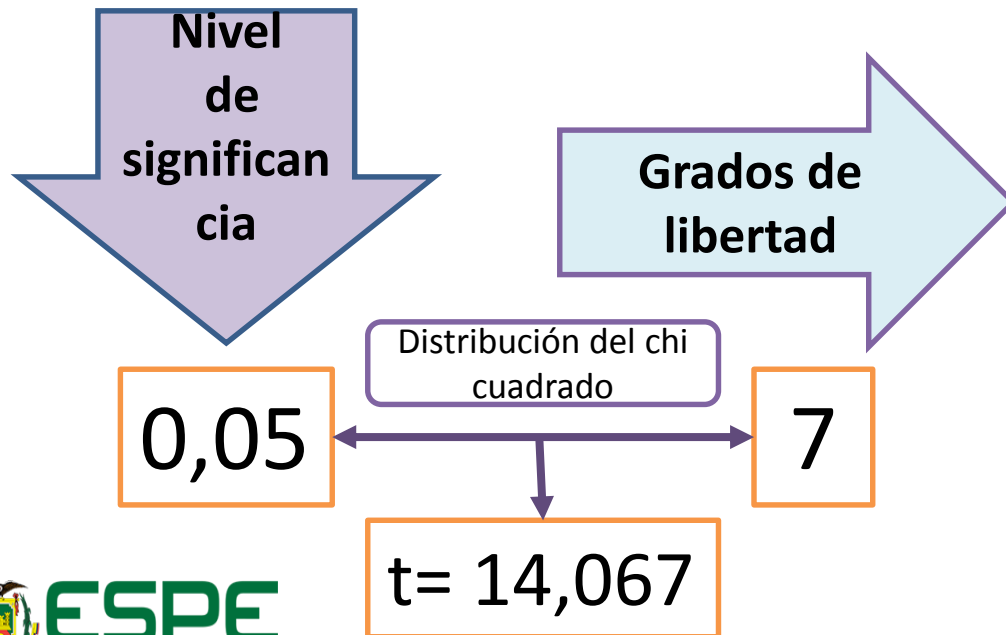 Nivel
de
significan
cia
Grados de
libertad
Distribución del chi
cuadrado
0,05
7
t= 14,067
ESPE